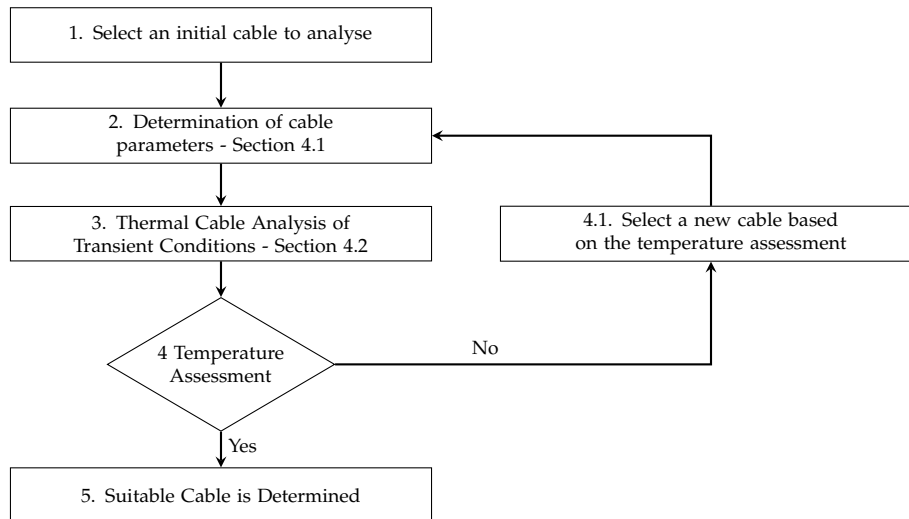 1. Select an initial cable to analyse
2. Determination of cable
parameters - Section 4.1
3. Thermal Cable Analysis of
Transient Conditions - Section 4.2
4.1. Select a new cable based
on the temperature assessment
4 Temperature
Assessment
No
Yes
5. Suitable Cable is Determined